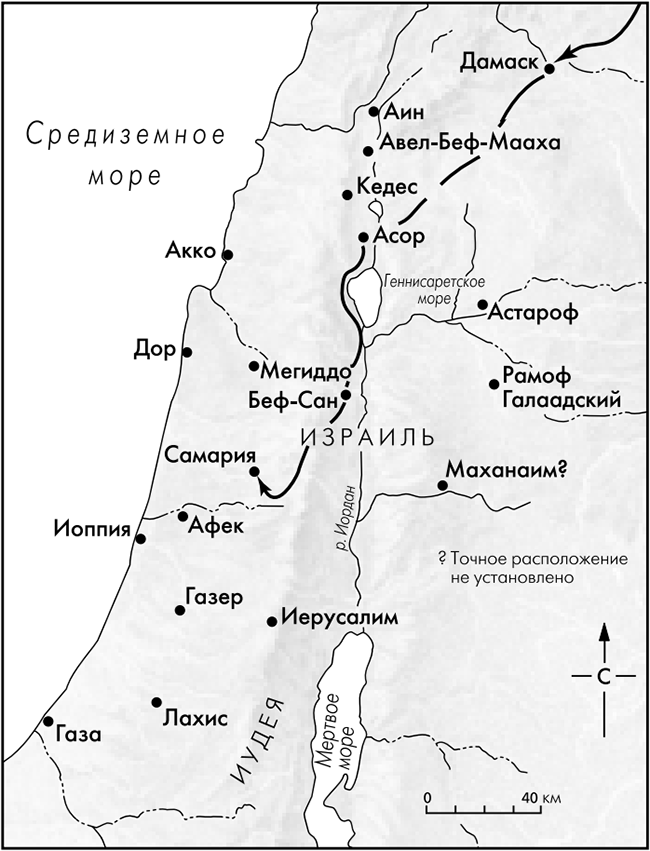 Дамаск
Аин
Средиземное
море
Авел-Беф-Мааха
Кедес
Асор
Акко
Геннисаретское
море
Астароф
Дор
Мегиддо
Рамоф
Галаадский
Беф-Сан
ИЗРАИЛЬ
Самария
Маханаим?
р. Иордан
Афек
Иоппия
? Точное расположение
не установлено
Газер
Иерусалим
С
ИУДЕЯ
Мертвое
море
Лахис
Газа
0 40 км